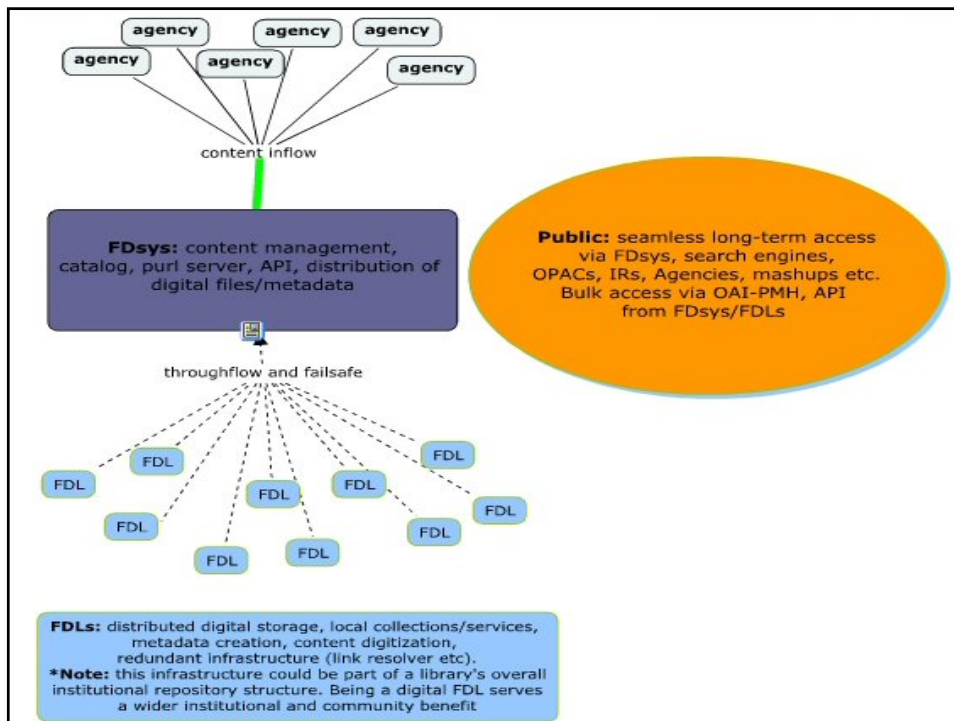 agency
agency
agency
agency
agency
agency
content inflow
FDsys: content management,
catalog, purl server, API, distribution of
digital files/metadata
Public: seamless long-term access
via FDsys, search engines,
OPACs, IRs, Agencies, mashups etc.
Bulk access via OAI-PMH, API
from FDsys/FDLs
throughflow and failsafe
FDL
FDL
FDL
FDL
FDL
FDL
FDL
FDL
FDL
FDL
FDLs: distributed digital storage, local collections/services,
metadata creation, content digitization,
redundant infrastructure (link resolver etc).
*Note: this infrastructure could be part of a library's overall
institutional repository structure. Being a digital FDL serves
a wider institutional and community benefit